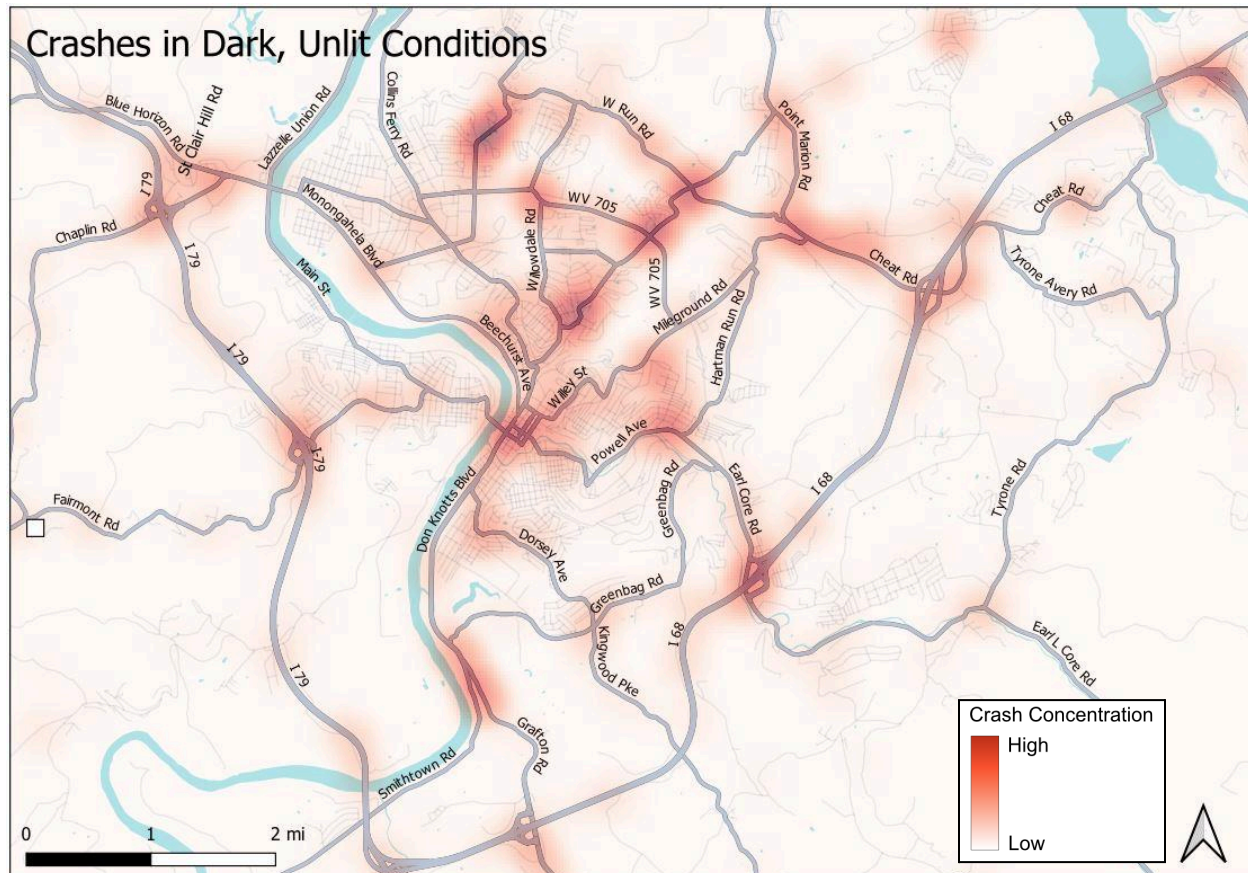 Crashes in Dark, Unlit Conditions
Blue Horizon Rd
St Clair Hill Rd
Lazzelle Union Rd
Collins Ferry Rd
W Run Rd
Point Marion Rd
I 68
I 79
Chaplin Rd
I 79
Monongahela Blvd
Main St
WV 705
Willowdale Rd
WV 705
Cheat Rd
Cheat Rd
Tyrone Avery Rd
Mileground Rd
Hartman Run Rd
Beechurst Ave
Willey St
I 79
I-79
Powell Ave
Fairmont Rd
Don Knotts Blvd
Greenbag Rd
Earl Core Rd
I 68
Tyrone Rd
Dorsey Ave
Greenbag Rd
Kingwood Pke
I 68
Earl L Core Rd
I 79
Grafton Rd
Smithtown Rd
Crash Concentration
High
Low
0 1 2 mi